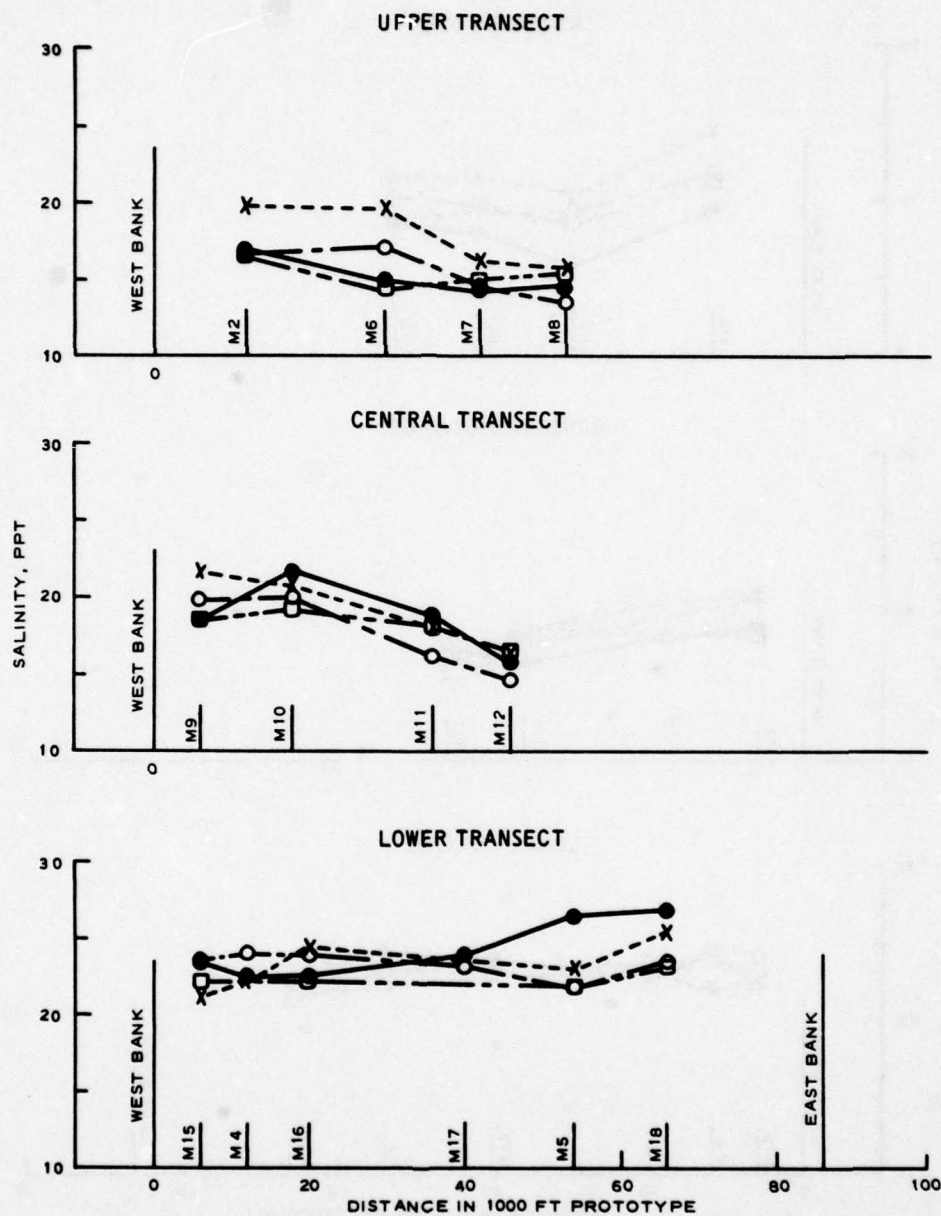 UPPER TRANSECT
30
20
10
WEST BANK
M2
M6
M7
M8
0
CENTRAL TRANSECT
30
20
10
SALINITY, PPT
WEST BANK
M9
M10
M11
M12
0
LOWER TRANSECT
30
20
10
WEST BANK
M15
M4
M16
M17
M5
M18
EAST BANK
0
20
40
60
80
100
DISTANCE IN 1000 FT PROTOTYPE